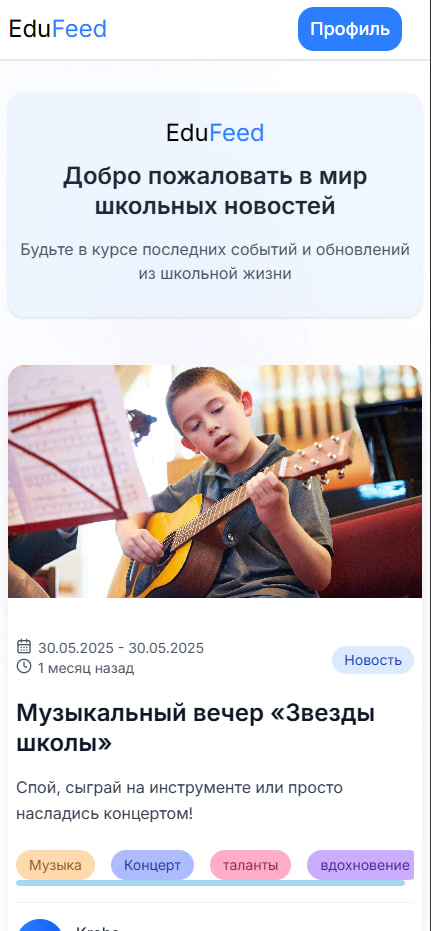 EduFeed
Профиль
EduFeed
Добро пожаловать в мир
школьных новостей
Будьте в курсе последних событий и обновлений
из школьной жизни
30.05.2025 - 30.05.2025
1 месяц назад
Новость
Музыкальный вечер «Звезды
школы»
Спой, сыграй на инструменте или просто
насладись концертом!
Музыка Концерт таланты вдохновение